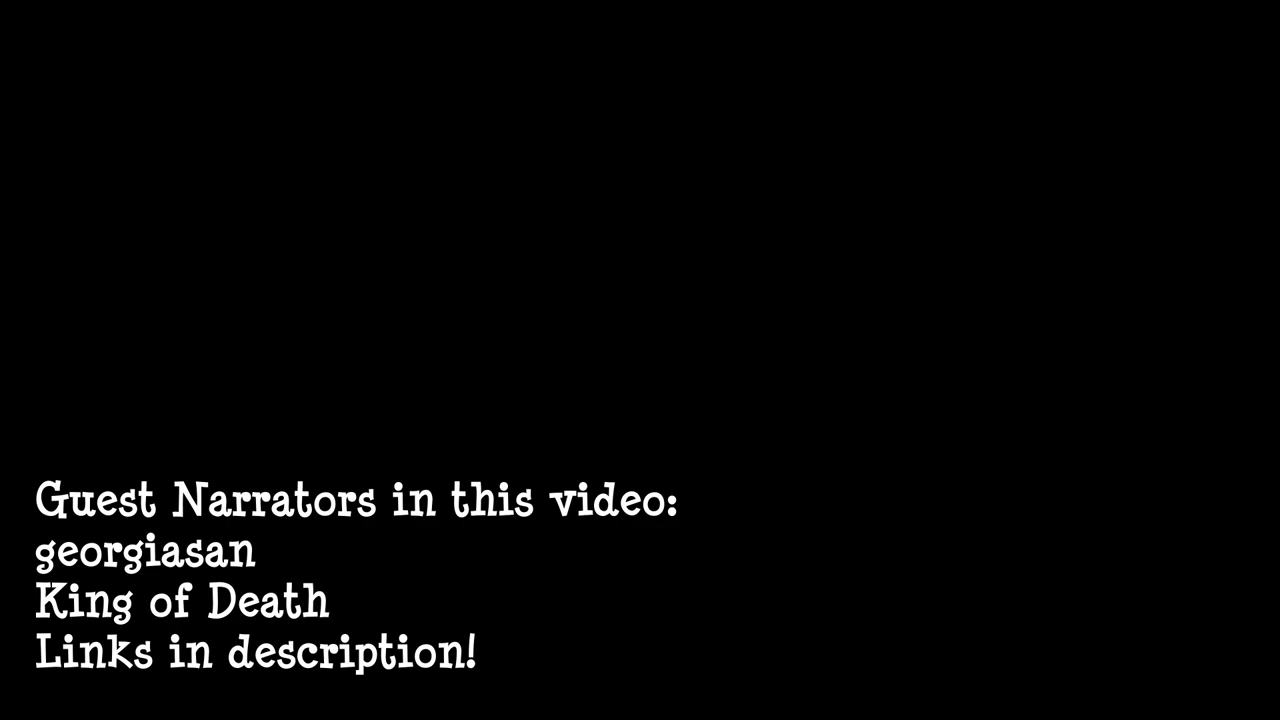 Guest Narrators in this video:
georgiasan
King of Death
Links in description!